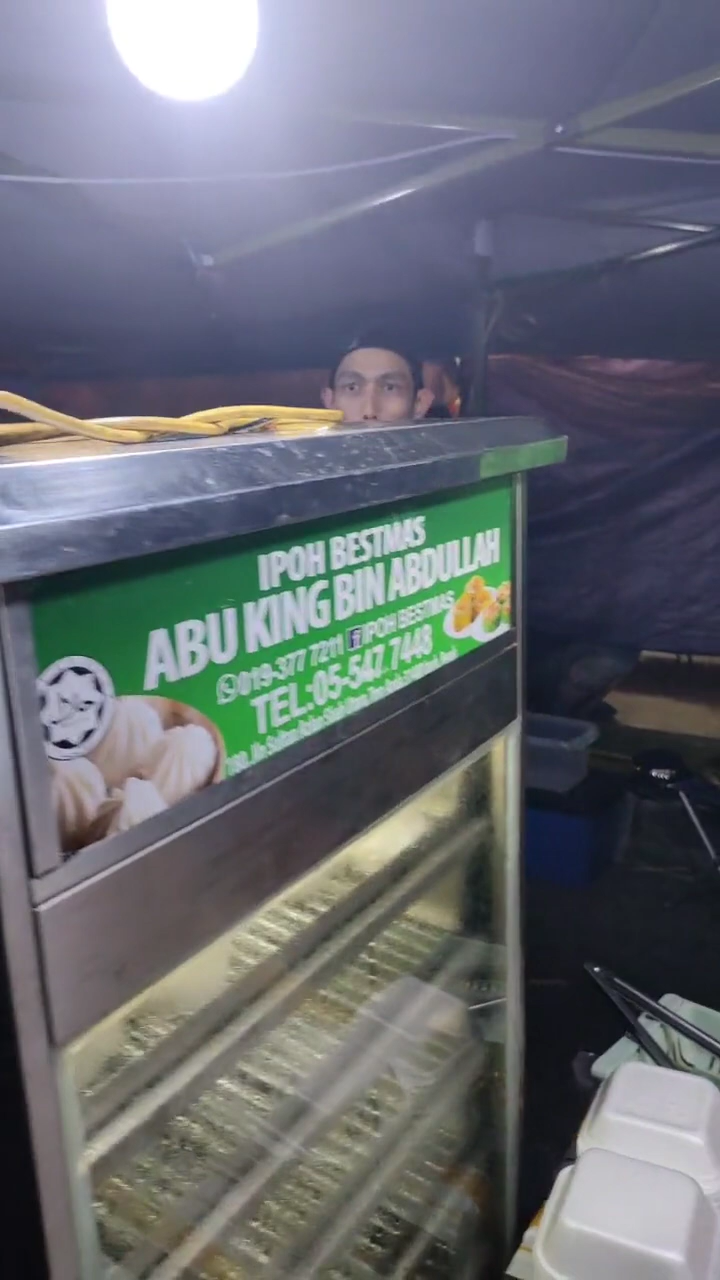 IPOH BESTMAS
ABU KING BIN ABDULLAH
019-377 7211 IPOH BESTMAS
TEL:05-547 7448